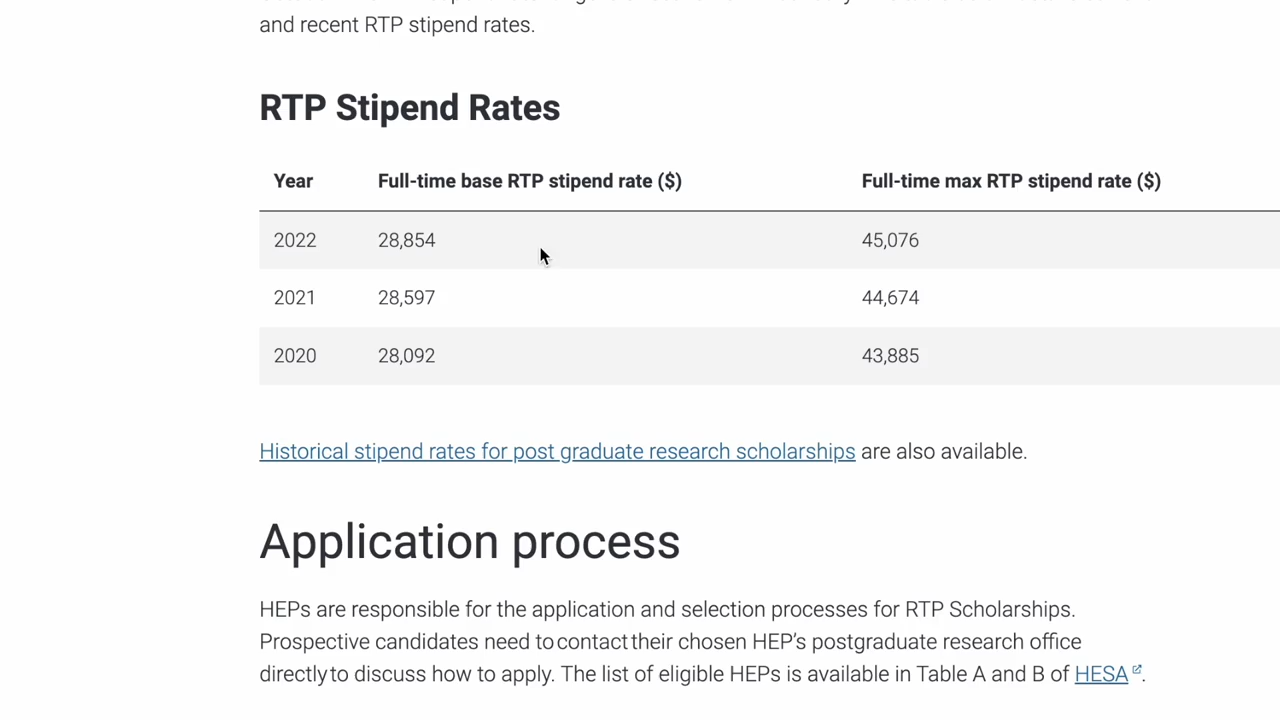 and recent RTP stipend rates.
RTP Stipend Rates
Year Full-time base RTP stipend rate ($) Full-time max RTP stipend rate ($)
2022 28,854 45,076
2021 28,597 44,674
2020 28,092 43,885
Historical stipend rates for post graduate research scholarships are also available.
Application process
HEPs are responsible for the application and selection processes for RTP Scholarships.
Prospective candidates need to contact their chosen HEP's postgraduate research office
directly to discuss how to apply. The list of eligible HEPs is available in Table A and B of HESA.